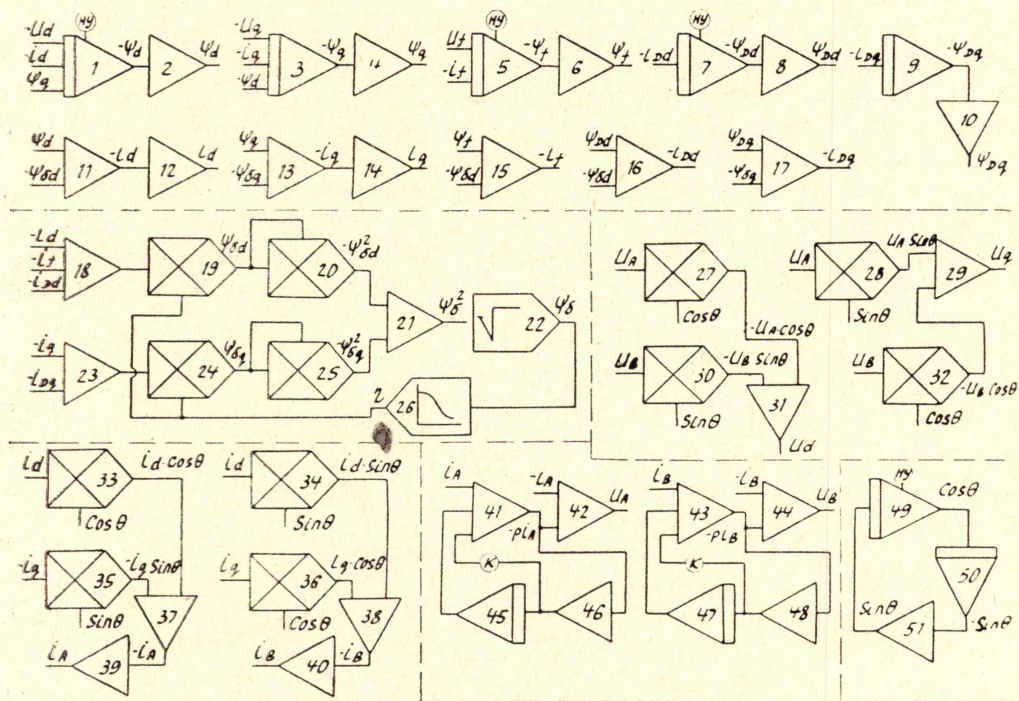 -Ud НУ -ψd ψd Uq -ψq ψq Uf НУ -ψf ψf НУ -ψDd ψDd -iDq -ψDq
-id 1 2 -iq 3 4 -if 5 6 -iDd 7 8 9
ψq -ψd 10
ψDq
ψd -id id ψq -iq iq ψf -if ψDd -iDd ψDq -iDq
-ψδd 11 12 -ψδq 13 14 -ψδd 15 -ψδd 16 -ψδq 17
-id ψδd -ψδd²
-if 18 19 20
-iDd
ψδ² ψδ
21 22
-iq ψδq -ψδq²
-iDq 23 24 25
η 26
UA 27 UA 28 UA Sinθ 29 Uq
Cosθ Sinθ
-UA·cosθ
UB 30 -UB Sinθ UB 32 -UB Cosθ
Sinθ 31 Cosθ
Ud
id 33 id·Cosθ id 34 id·Sinθ
Cosθ Sinθ
-iq 35 -iq Sinθ iq 36 iq·Cosθ
Sinθ 37 Cosθ 38
iA 39 -iA iB 40 -iB
iA -iA UA iB -iB UB
41 42 43 44
-piA -piB
К К
45 46 47 48
НУ Cosθ
49
50
Sinθ -Sinθ
51